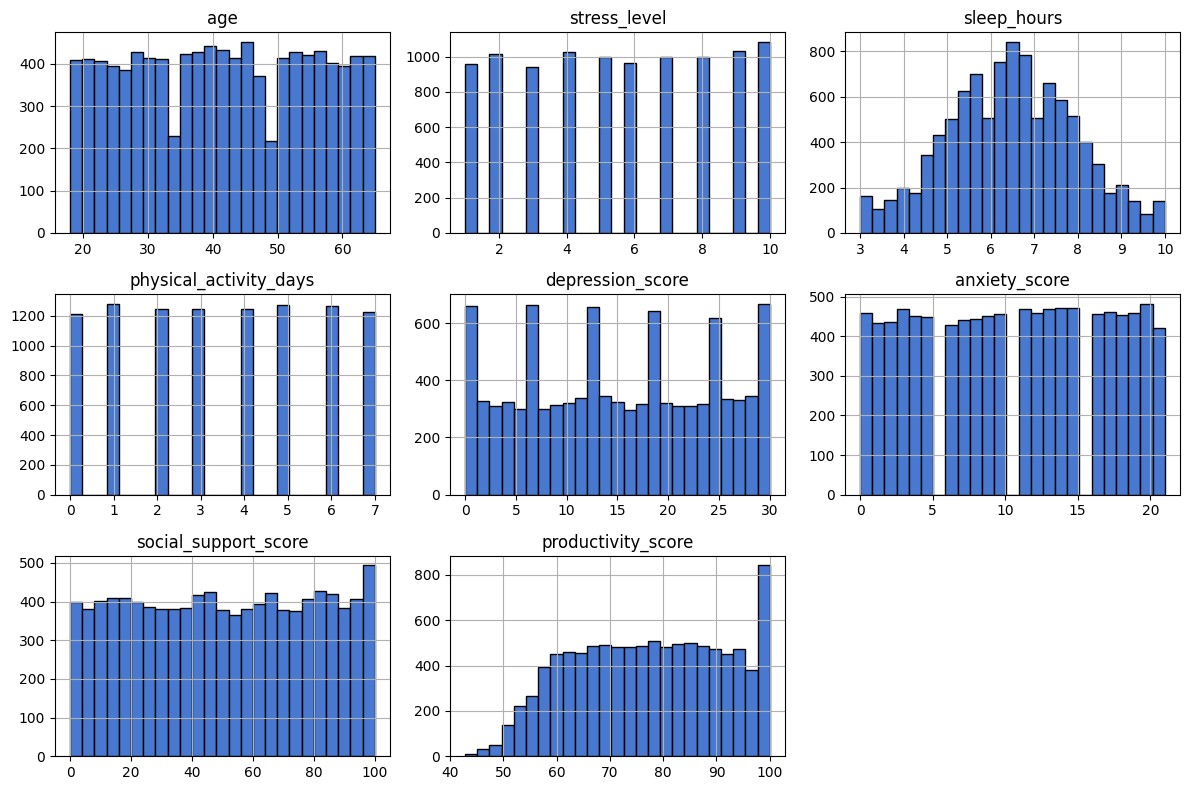 age
400
300
200
100
0
20 30 40 50 60
stress_level
1000
800
600
400
200
0
2 4 6 8 10
sleep_hours
800
600
400
200
0
3 4 5 6 7 8 9 10
physical_activity_days
1200
1000
800
600
400
200
0
0 1 2 3 4 5 6 7
depression_score
600
400
200
0
0 5 10 15 20 25 30
anxiety_score
500
400
300
200
100
0
0 5 10 15 20
social_support_score
500
400
300
200
100
0
0 20 40 60 80 100
productivity_score
800
600
400
200
0
40 50 60 70 80 90 100